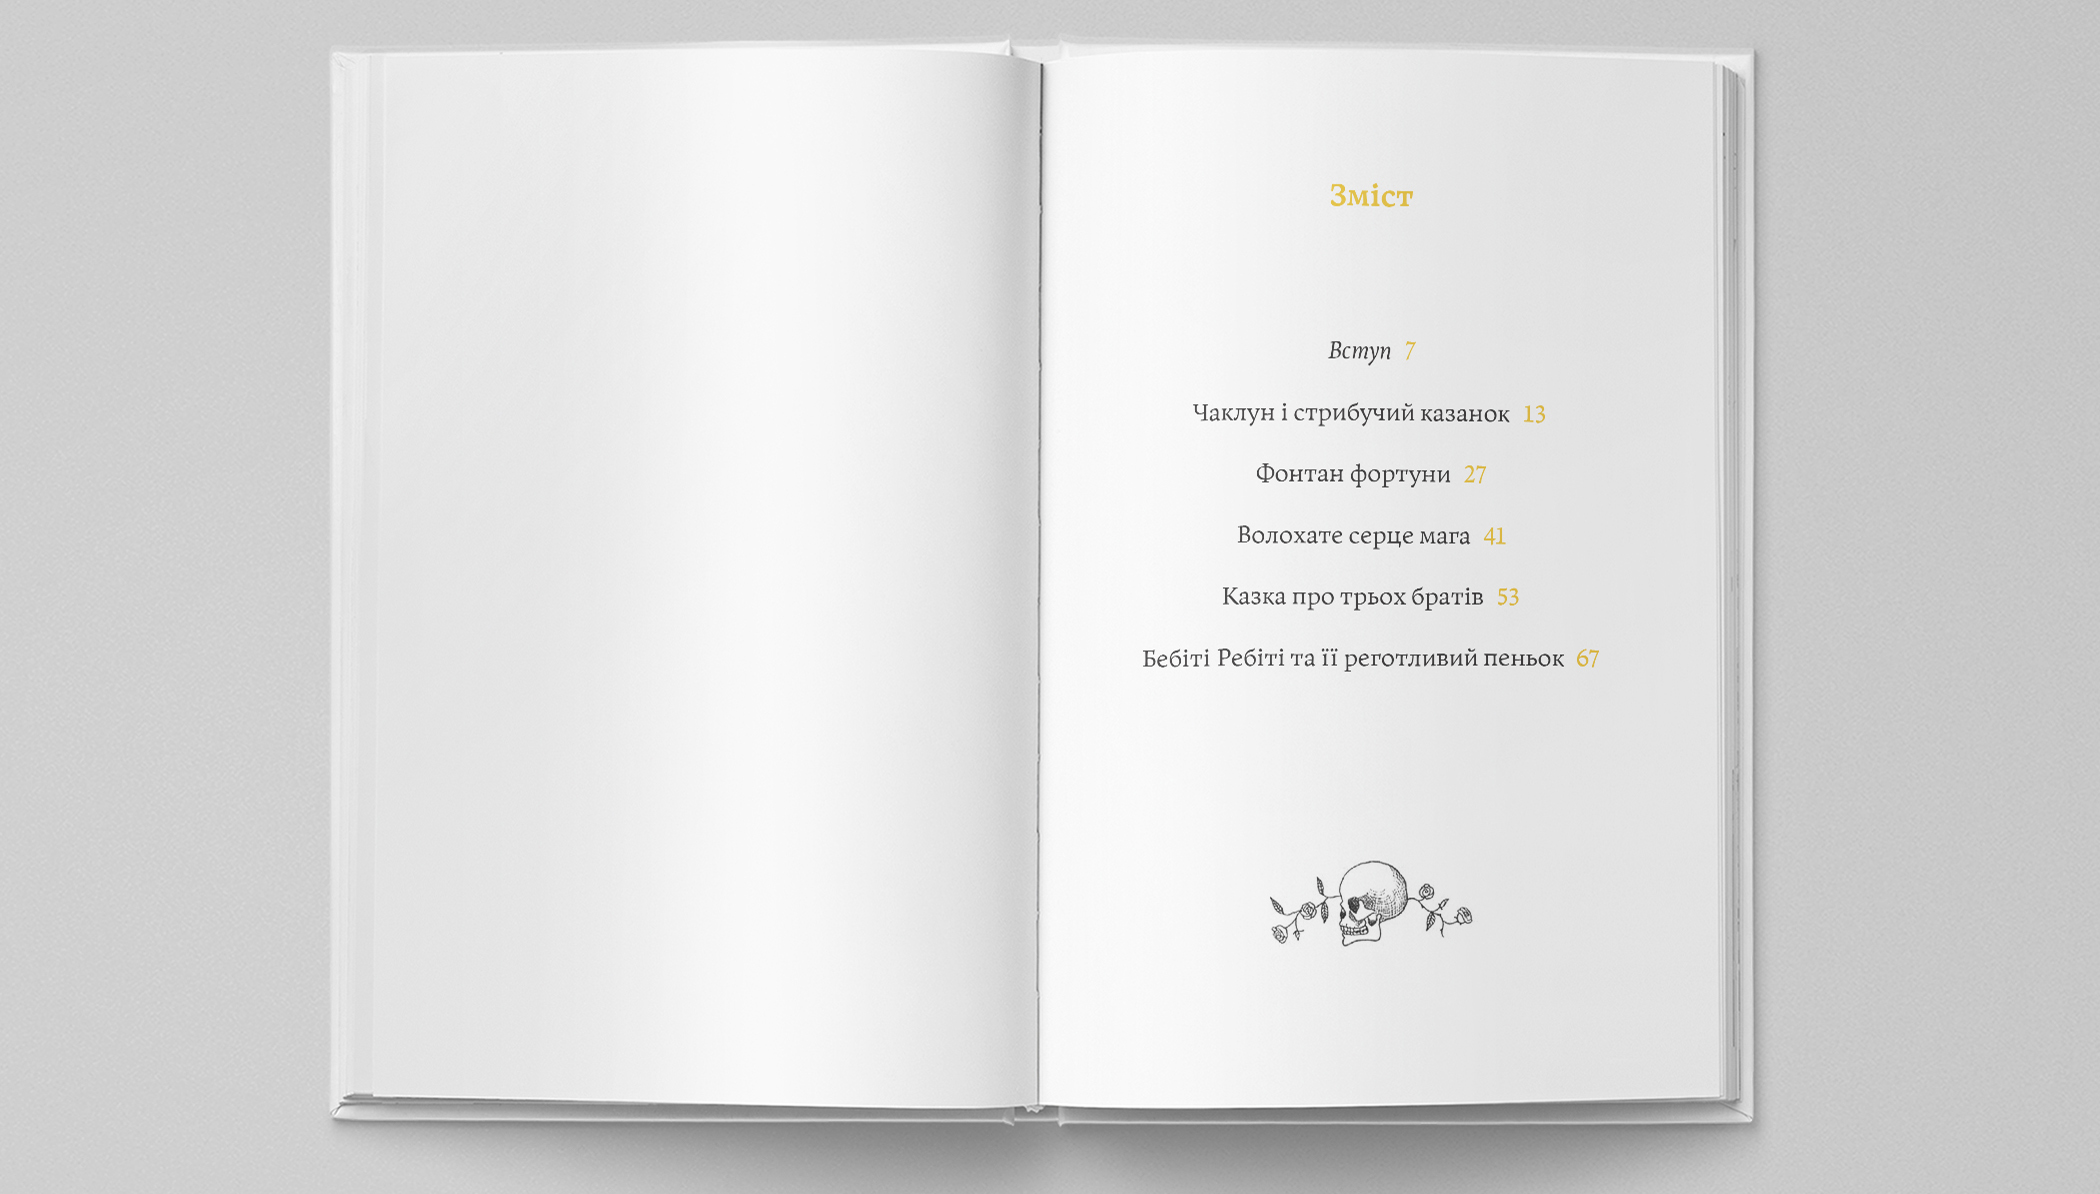 Зміст
Вступ 7
Чаклун і стрибучий казанок 13
Фонтан фортуни 27
Волохате серце мага 41
Казка про трьох братів 53
Бебіті Ребіті та її реготливий пеньок 67